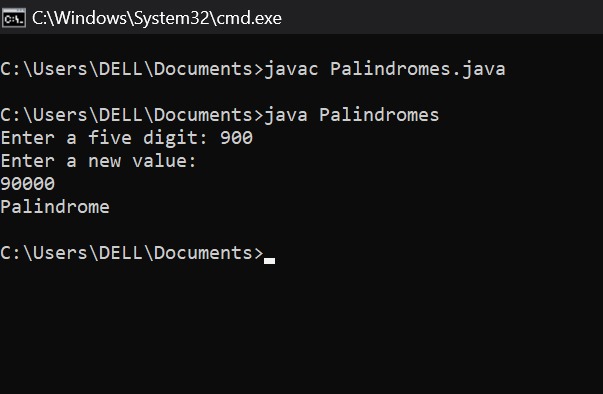 C:\Windows\System32\cmd.exe
C:\Users\DELL\Documents>javac Palindromes.java
C:\Users\DELL\Documents>java Palindromes
Enter a five digit: 900
Enter a new value:
90000
Palindrome
C:\Users\DELL\Documents>